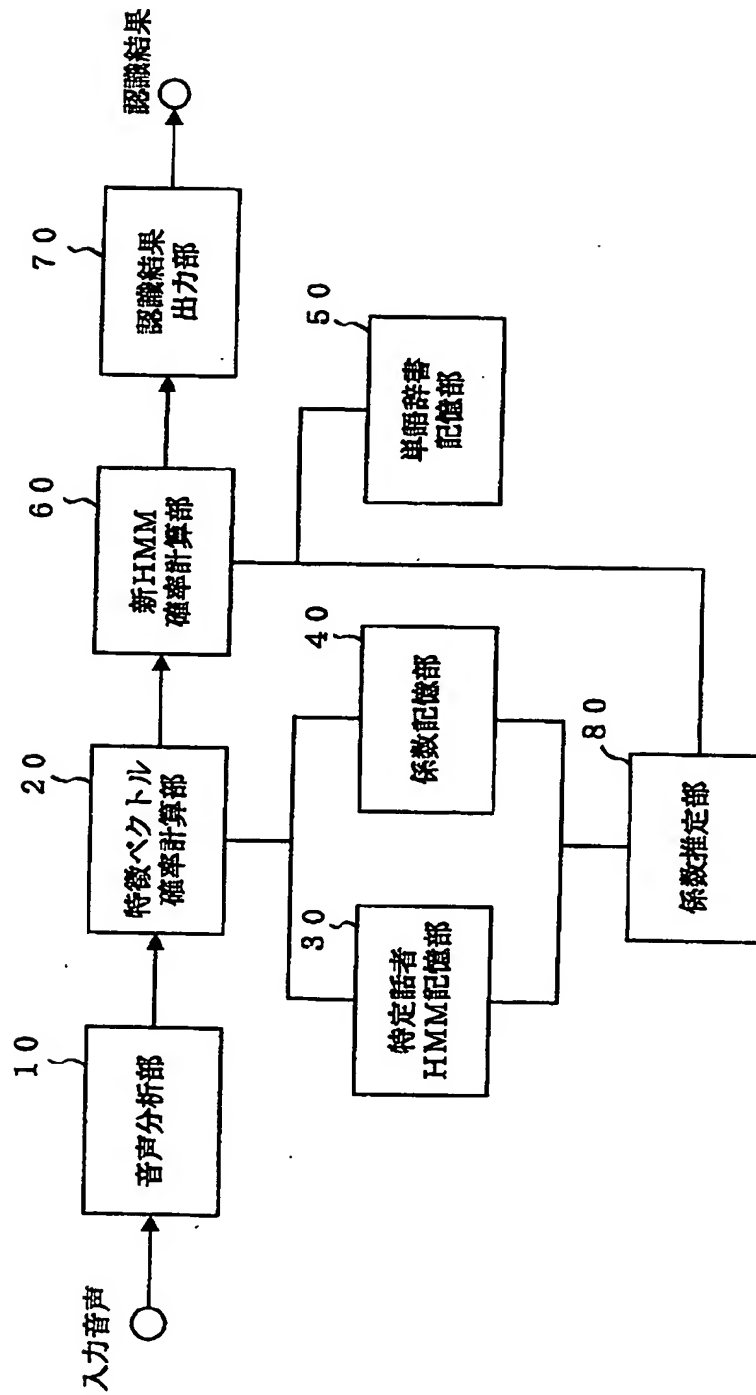 入力音声
10
音声分析部
20
特徴ベクトル
確率計算部
60
新HMM
確率計算部
70
認識結果
出力部
認識結果
30
特定話者
HMM記憶部
40
係数記憶部
50
単語辞書
記憶部
80
係数推定部